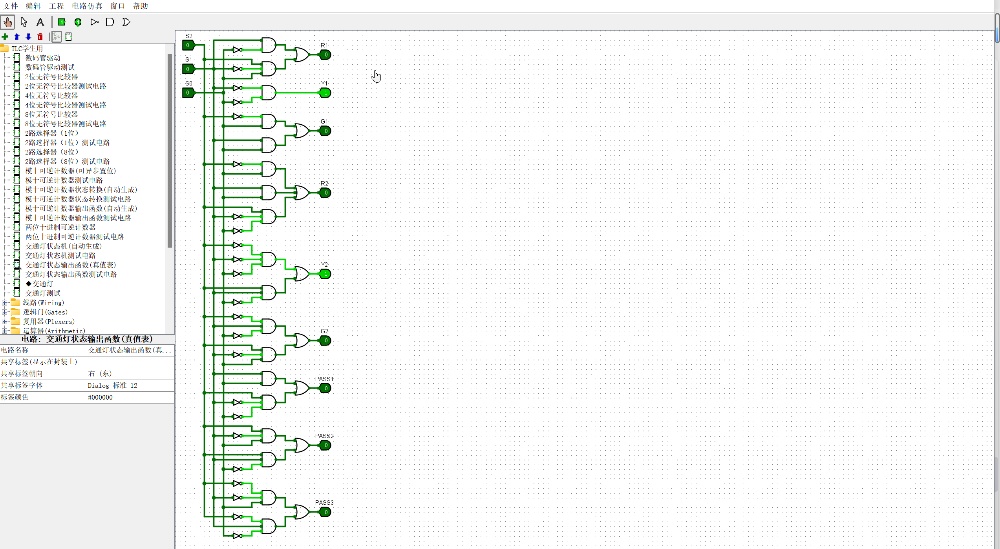 文件 编辑 工程 电路仿真 窗口 帮助
A 1 1
TLC学生用
数码管驱动
数码管驱动测试
2位无符号比较器
2位无符号比较器测试电路
4位无符号比较器
4位无符号比较器测试电路
8位无符号比较器
8位无符号比较器测试电路
2路选择器（1位）
2路选择器（1位）测试电路
2路选择器（8位）
2路选择器（8位）测试电路
模十可逆计数器(可异步置位)
模十可逆计数器测试电路
模十可逆计数器状态转换(自动生成)
模十可逆计数器状态转换测试电路
模十可逆计数器输出函数(自动生成)
模十可逆计数器输出函数测试电路
两位十进制可逆计数器
两位十进制可逆计数器测试电路
交通灯状态机(自动生成)
交通灯状态机测试电路
交通灯状态输出函数(真值表)
交通灯状态输出函数测试电路
◆交通灯
交通灯测试
线路(Wiring)
逻辑门(Gates)
复用器(Plexers)
运算器(Arithmetic)
电路: 交通灯状态输出函数(真值表)
电路名称 交通灯状态输出函数(真...
共享标签(显示在封装上)
共享标签朝向 右 (东)
共享标签字体 Dialog 标准 12
标签颜色 #000000
S2
0
S1
0
S0
0
R1
0
Y1
1
G1
0
R2
0
Y2
1
G2
0
PASS1
0
PASS2
0
PASS3
0